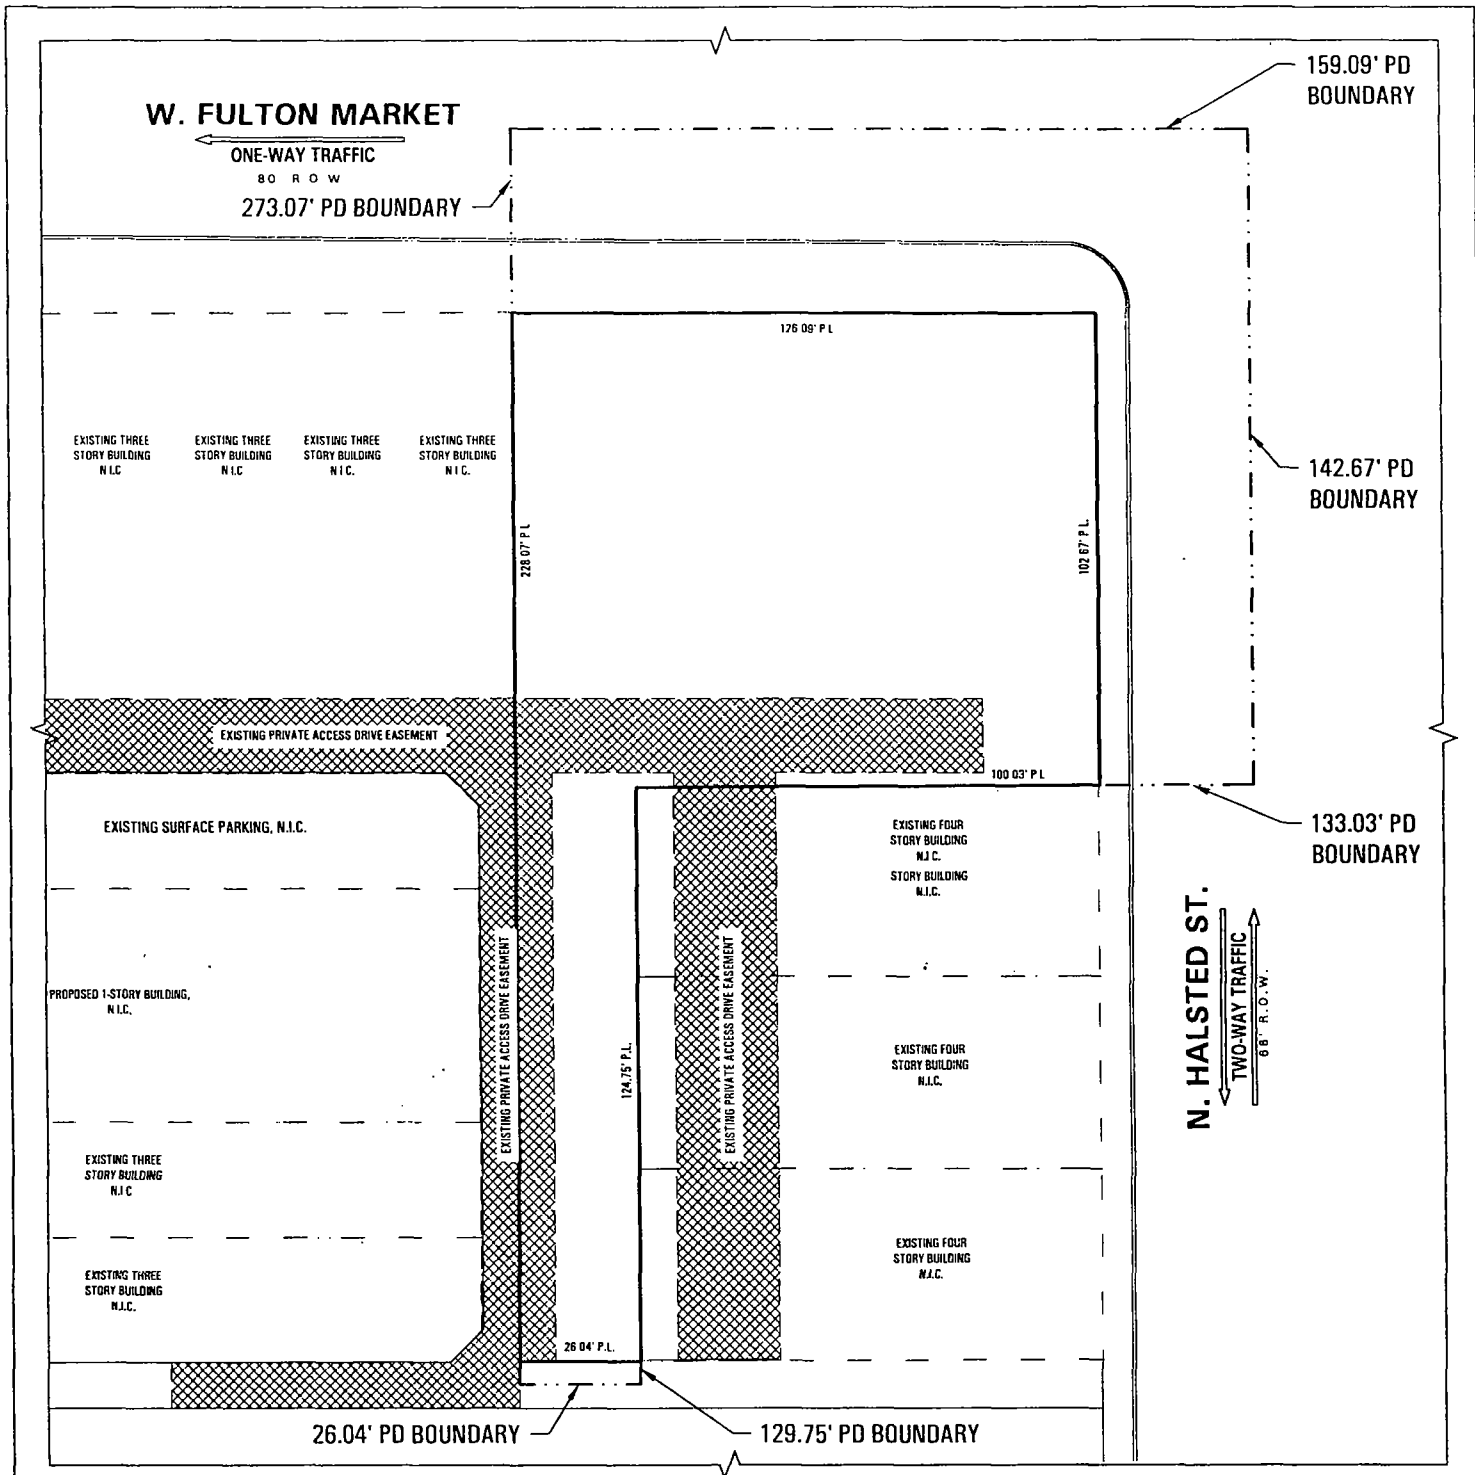 159.09' PD
BOUNDARY
W. FULTON MARKET
ONE-WAY TRAFFIC
80 R O W
273.07' PD BOUNDARY
126 09' P L
EXISTING THREE
STORY BUILDING
N I.C
EXISTING THREE
STORY BUILDING
N I.C
EXISTING THREE
STORY BUILDING
N I C.
EXISTING THREE
STORY BUILDING
N I C.
142.67' PD
BOUNDARY
228 07' P L
102 67' P L.
EXISTING PRIVATE ACCESS DRIVE EASEMENT
100 03' P L
EXISTING SURFACE PARKING, N.I.C.
EXISTING FOUR
STORY BUILDING
N.I C.
STORY BUILDING
N.I.C.
133.03' PD
BOUNDARY
N. HALSTED ST.
TWO-WAY TRAFFIC
66' R.O.W.
EXISTING PRIVATE ACCESS DRIVE EASEMENT
EXISTING PRIVATE ACCESS DRIVE EASEMENT
PROPOSED 1-STORY BUILDING,
N I.C.
124.75' P.L.
EXISTING FOUR
STORY BUILDING
N.I.C.
EXISTING THREE
STORY BUILDING
N.I C
EXISTING FOUR
STORY BUILDING
N.I.C.
EXISTING THREE
STORY BUILDING
N.I.C.
26 04' P.L.
26.04' PD BOUNDARY
129.75' PD BOUNDARY